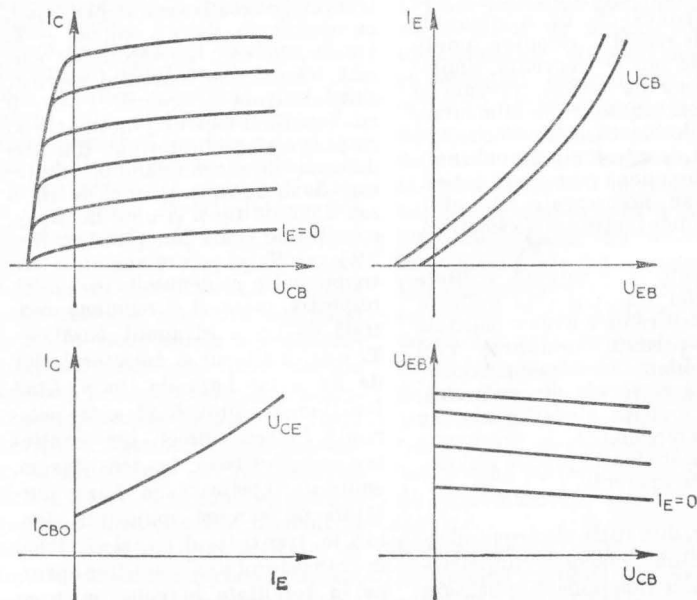 I_C
I_E=0
U_CB
I_E
U_CB
U_EB
I_C
U_CE
I_CBO
I_E
U_EB
I_E=0
U_CB